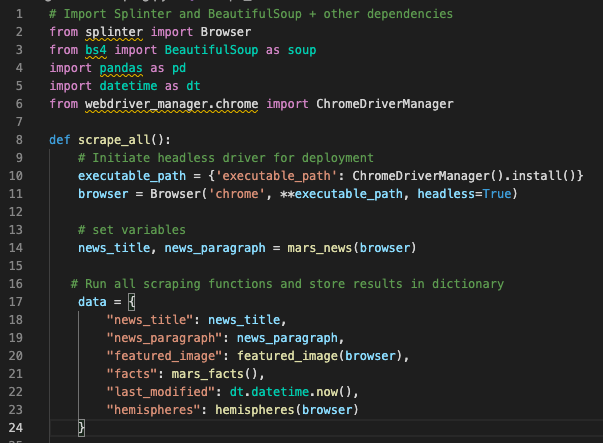 1 # Import Splinter and BeautifulSoup + other dependencies
2 from splinter import Browser
3 from bs4 import BeautifulSoup as soup
4 import pandas as pd
5 import datetime as dt
6 from webdriver_manager.chrome import ChromeDriverManager
7
8 def scrape_all():
9     # Initiate headless driver for deployment
10     executable_path = {'executable_path': ChromeDriverManager().install()}
11     browser = Browser('chrome', **executable_path, headless=True)
12
13     # set variables
14     news_title, news_paragraph = mars_news(browser)
15
16    # Run all scraping functions and store results in dictionary
17     data = {
18         "news_title": news_title,
19         "news_paragraph": news_paragraph,
20         "featured_image": featured_image(browser),
21         "facts": mars_facts(),
22         "last_modified": dt.datetime.now(),
23         "hemispheres": hemispheres(browser)
24     }